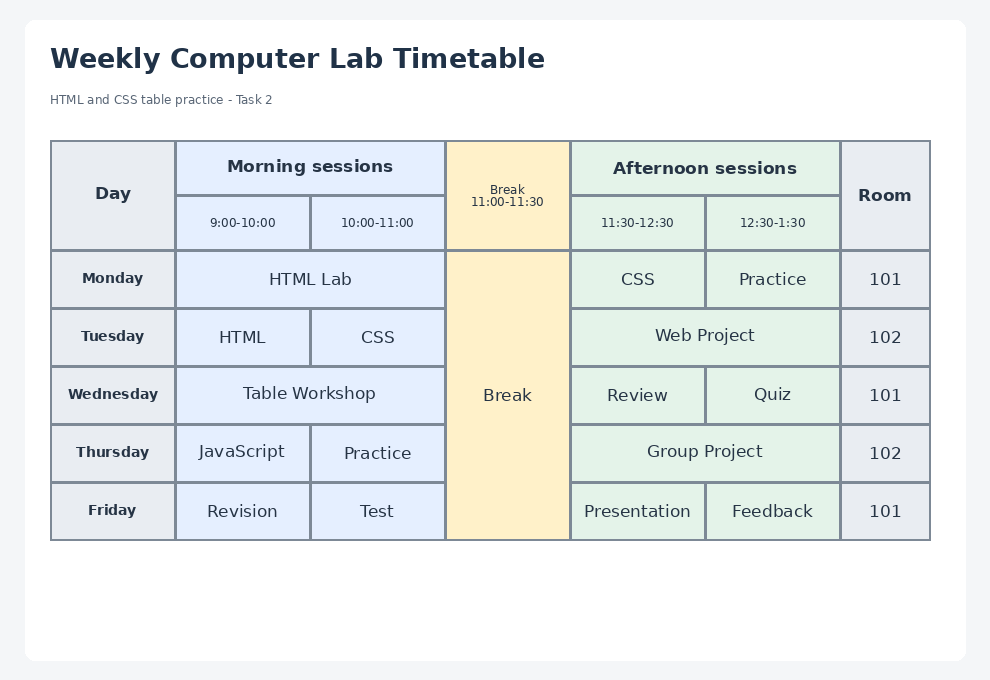 Weekly Computer Lab Timetable
HTML and CSS table practice - Task 2
Day
Morning sessions
Break
11:00-11:30
Afternoon sessions
Room
9:00-10:00
10:00-11:00
11:30-12:30
12:30-1:30
Monday
HTML Lab
Break
CSS
Practice
101
Tuesday
HTML
CSS
Web Project
102
Wednesday
Table Workshop
Review
Quiz
101
Thursday
JavaScript
Practice
Group Project
102
Friday
Revision
Test
Presentation
Feedback
101